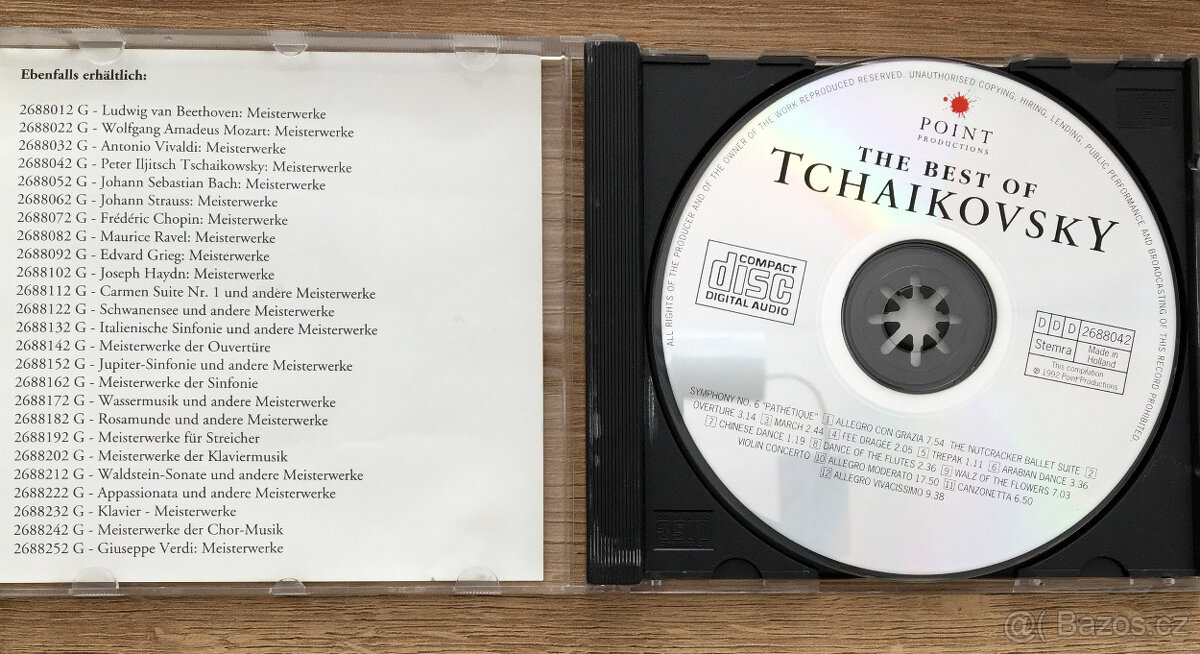 Ebenfalls erhältlich:
2688012 G - Ludwig van Beethoven: Meisterwerke
2688022 G - Wolfgang Amadeus Mozart: Meisterwerke
2688032 G - Antonio Vivaldi: Meisterwerke
2688042 G - Peter Iljitsch Tschaikowsky: Meisterwerke
2688052 G - Johann Sebastian Bach: Meisterwerke
2688062 G - Johann Strauss: Meisterwerke
2688072 G - Frédéric Chopin: Meisterwerke
2688082 G - Maurice Ravel: Meisterwerke
2688092 G - Edvard Grieg: Meisterwerke
2688102 G - Joseph Haydn: Meisterwerke
2688112 G - Carmen Suite Nr. 1 und andere Meisterwerke
2688122 G - Schwanensee und andere Meisterwerke
2688132 G - Italienische Sinfonie und andere Meisterwerke
2688142 G - Meisterwerke der Ouvertüre
2688152 G - Jupiter-Sinfonie und andere Meisterwerke
2688162 G - Meisterwerke der Sinfonie
2688172 G - Wassermusik und andere Meisterwerke
2688182 G - Rosamunde und andere Meisterwerke
2688192 G - Meisterwerke für Streicher
2688202 G - Meisterwerke der Klaviermusik
2688212 G - Waldstein-Sonate und andere Meisterwerke
2688222 G - Appassionata und andere Meisterwerke
2688232 G - Klavier - Meisterwerke
2688242 G - Meisterwerke der Chor-Musik
2688252 G - Giuseppe Verdi: Meisterwerke
ALL RIGHTS OF THE PRODUCER AND OF THE OWNER OF THE WORK REPRODUCED RESERVED. UNAUTHORISED COPYING, HIRING, LENDING, PUBLIC PERFORMANCE AND BROADCASTING OF THIS RECORD PROHIBITED
POINT
PRODUCTIONS
THE BEST OF
TCHAIKOVSKY
COMPACT
disc
DIGITAL AUDIO
D D D 2688042
Stemra Made in Holland
This compilation
℗ 1992 Point Productions
SYMPHONY NO. 6 "PATHÉTIQUE" 1 ALLEGRO CON GRAZIA 7.54 THE NUTCRACKER BALLET SUITE 2
OVERTURE 3.14 3 MARCH 2.44 4 FEE DRAGEE 2.05 5 TREPAK 1.11 6 ARABIAN DANCE 3.36
7 CHINESE DANCE 1.19 8 DANCE OF THE FLUTES 2.36 9 WALZ OF THE FLOWERS 7.03
VIOLIN CONCERTO 10 ALLEGRO MODERATO 17.50 11 CANZONETTA 6.50
12 ALLEGRO VIVACISSIMO 9.38
@( Bazos.cz